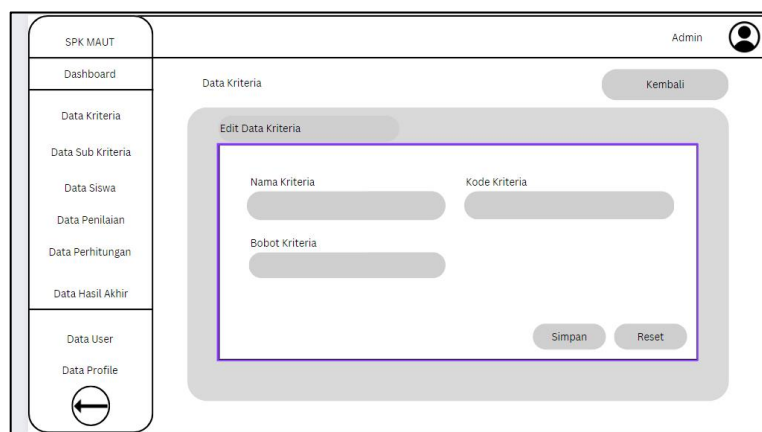 SPK MAUT
Admin
Dashboard
Data Kriteria
Data Sub Kriteria
Data Siswa
Data Penilaian
Data Perhitungan
Data Hasil Akhir
Data User
Data Profile
Data Kriteria
Kembali
Edit Data Kriteria
Nama Kriteria
Kode Kriteria
Bobot Kriteria
Simpan
Reset